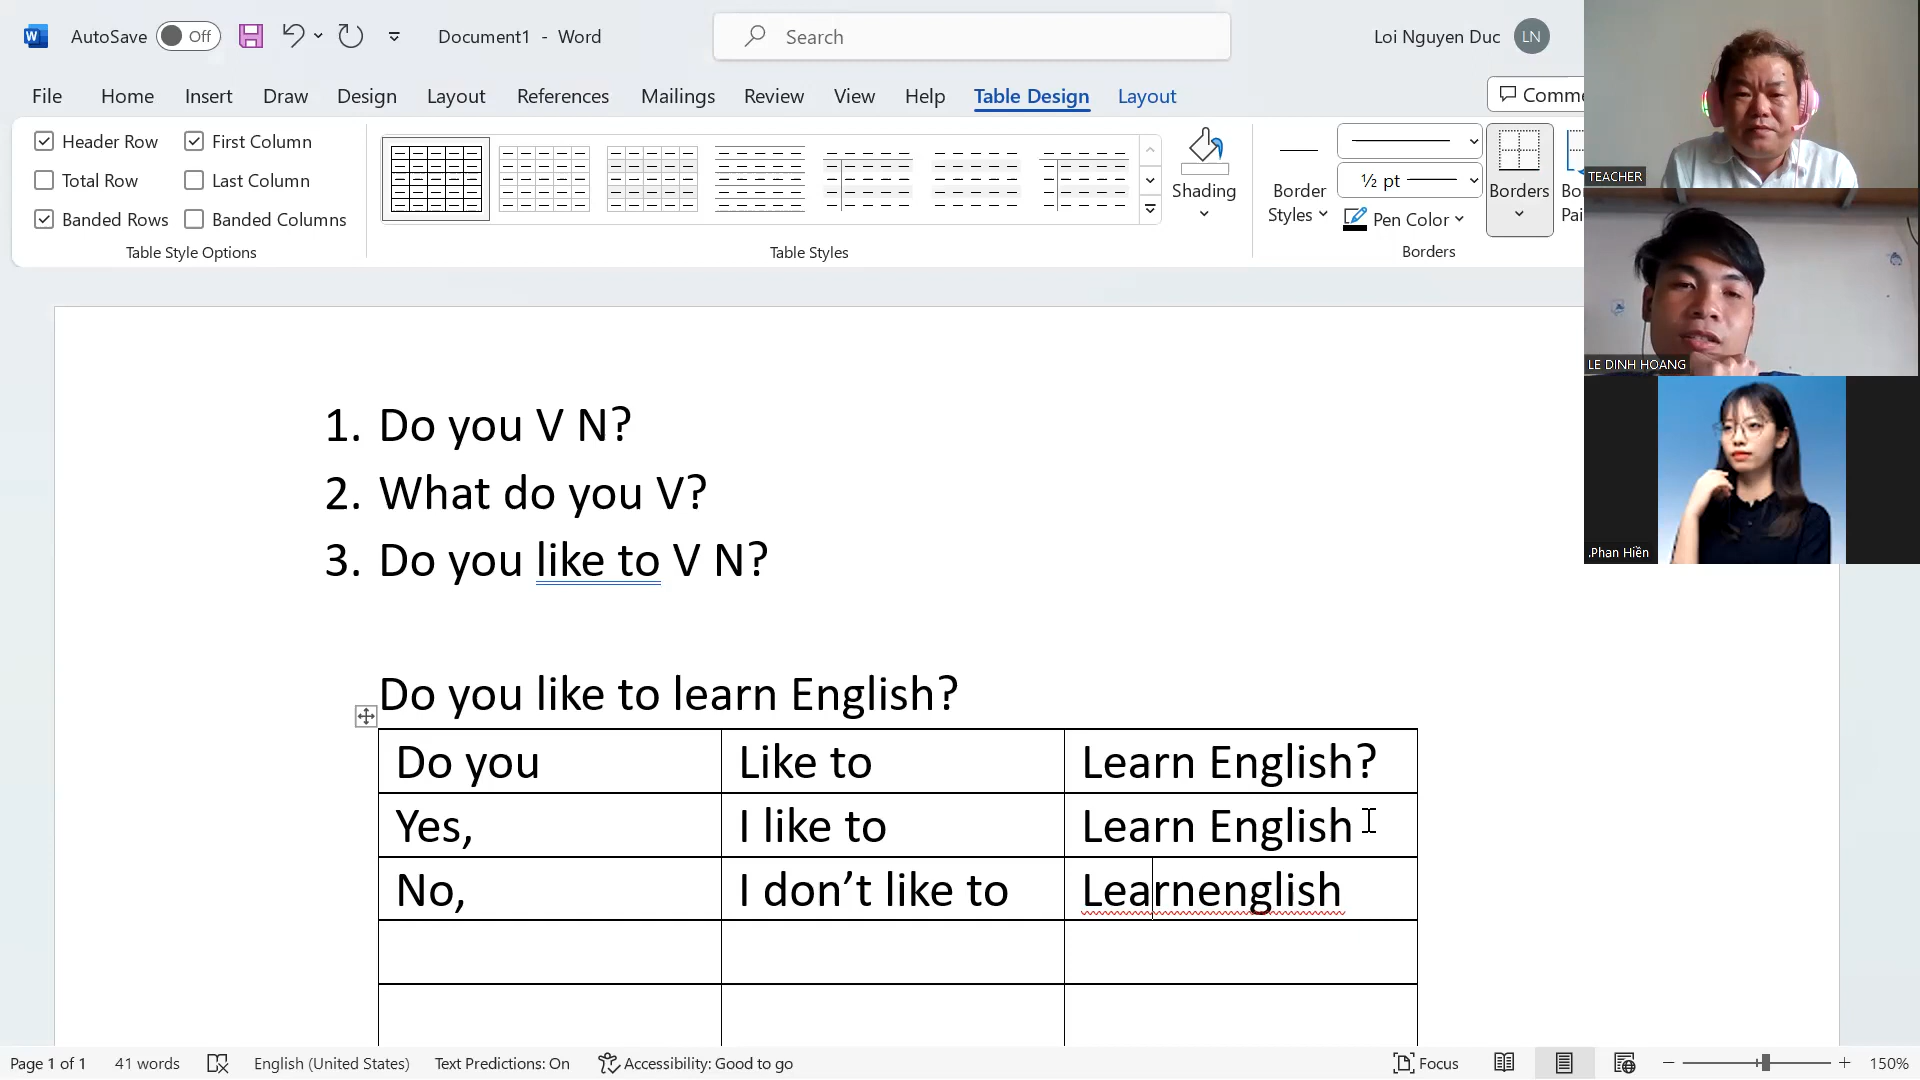 AutoSave Off Document1 - Word Search Loi Nguyen Duc LN
File Home Insert Draw Design Layout References Mailings Review View Help Table Design Layout Comme
Header Row First Column
Total Row Last Column
Banded Rows Banded Columns
Table Style Options
Table Styles
Shading
Border Styles
½ pt
Pen Color
Borders
Bo
Pai
Borders
TEACHER
LE DINH HOANG
.Phan Hiền
1. Do you V N?
2. What do you V?
3. Do you like to V N?
Do you like to learn English?
Do you Like to Learn English?
Yes, I like to Learn English
No, I don’t like to Learnenglish
Page 1 of 1 41 words English (United States) Text Predictions: On Accessibility: Good to go Focus 150%